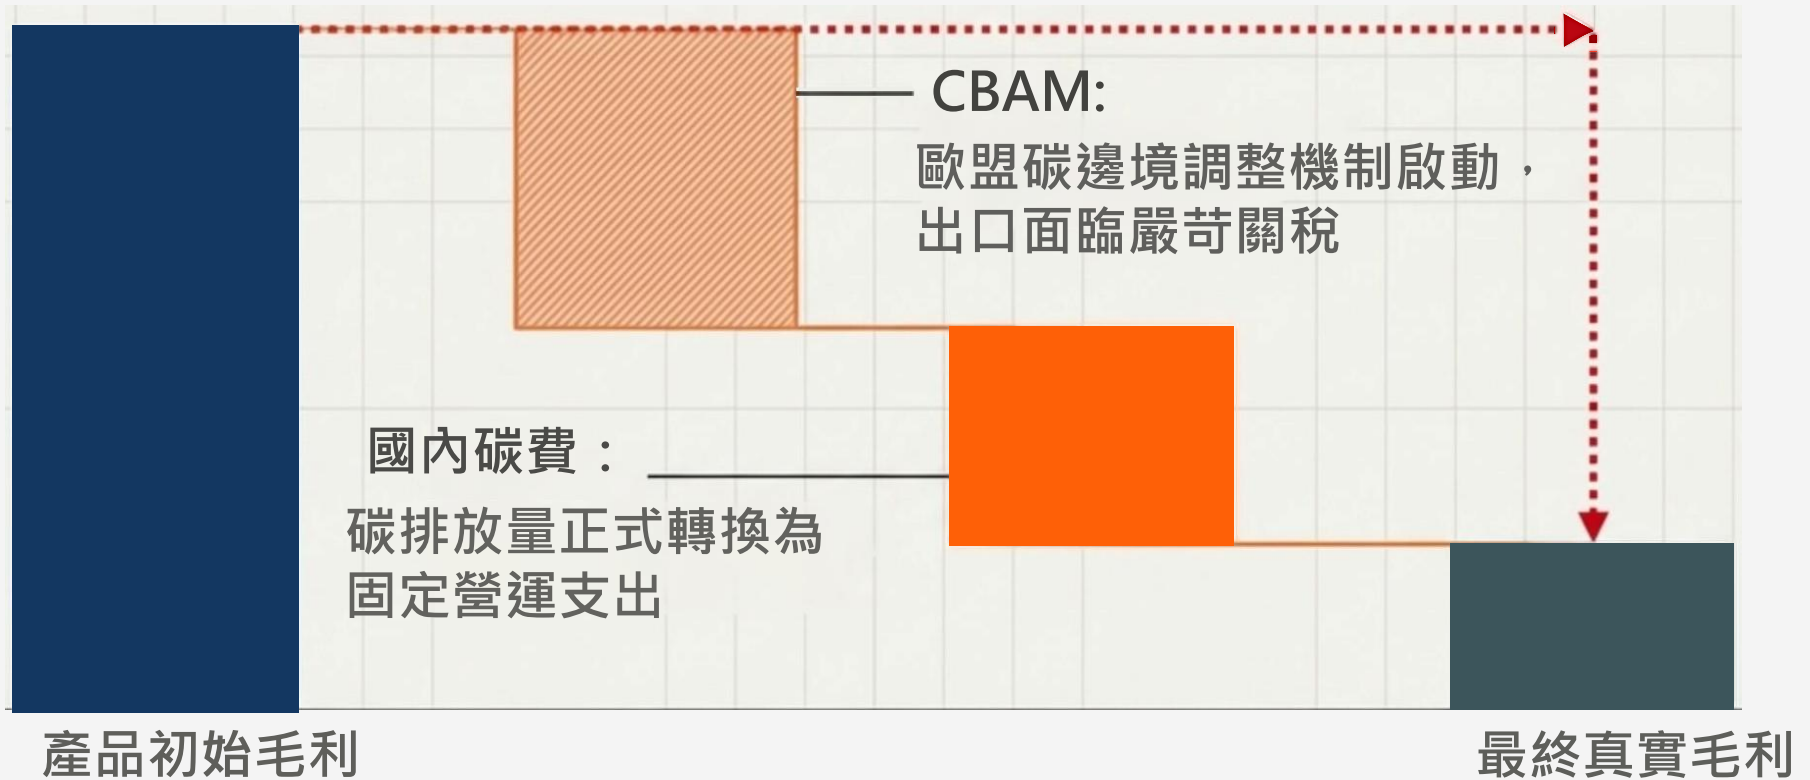 CBAM:
歐盟碳邊境調整機制啟動，
出口面臨嚴苛關稅
國內碳費：
碳排放量正式轉換為
固定營運支出
產品初始毛利
最終真實毛利